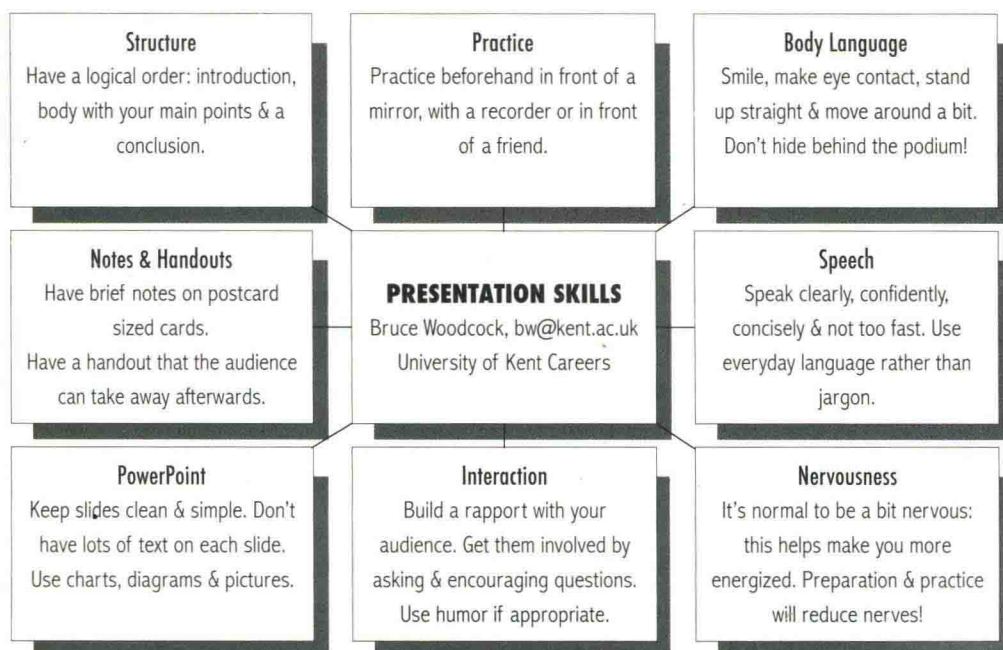 Structure
Have a logical order: introduction,
body with your main points & a
conclusion.
Practice
Practice beforehand in front of a
mirror, with a recorder or in front
of a friend.
Body Language
Smile, make eye contact, stand
up straight & move around a bit.
Don't hide behind the podium!
Notes & Handouts
Have brief notes on postcard
sized cards.
Have a handout that the audience
can take away afterwards.
PRESENTATION SKILLS
Bruce Woodcock, bw@kent.ac.uk
University of Kent Careers
Speech
Speak clearly, confidently,
concisely & not too fast. Use
everyday language rather than
jargon.
PowerPoint
Keep slides clean & simple. Don't
have lots of text on each slide.
Use charts, diagrams & pictures.
Interaction
Build a rapport with your
audience. Get them involved by
asking & encouraging questions.
Use humor if appropriate.
Nervousness
It's normal to be a bit nervous:
this helps make you more
energized. Preparation & practice
will reduce nerves!